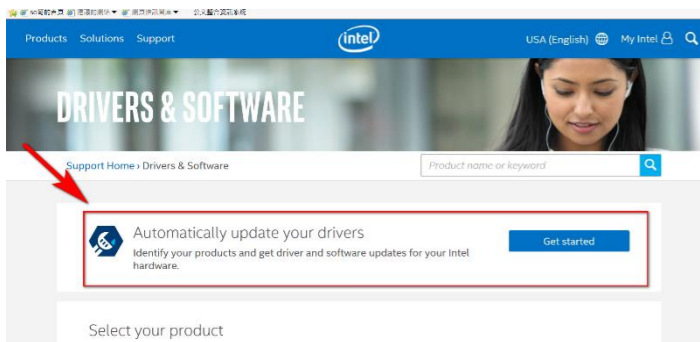 Products Solutions Support
intel
USA (English) My Intel
DRIVERS & SOFTWARE
Support Home › Drivers & Software
Product name or keyword
Automatically update your drivers
Identify your products and get driver and software updates for your Intel
hardware.
Get started
Select your product